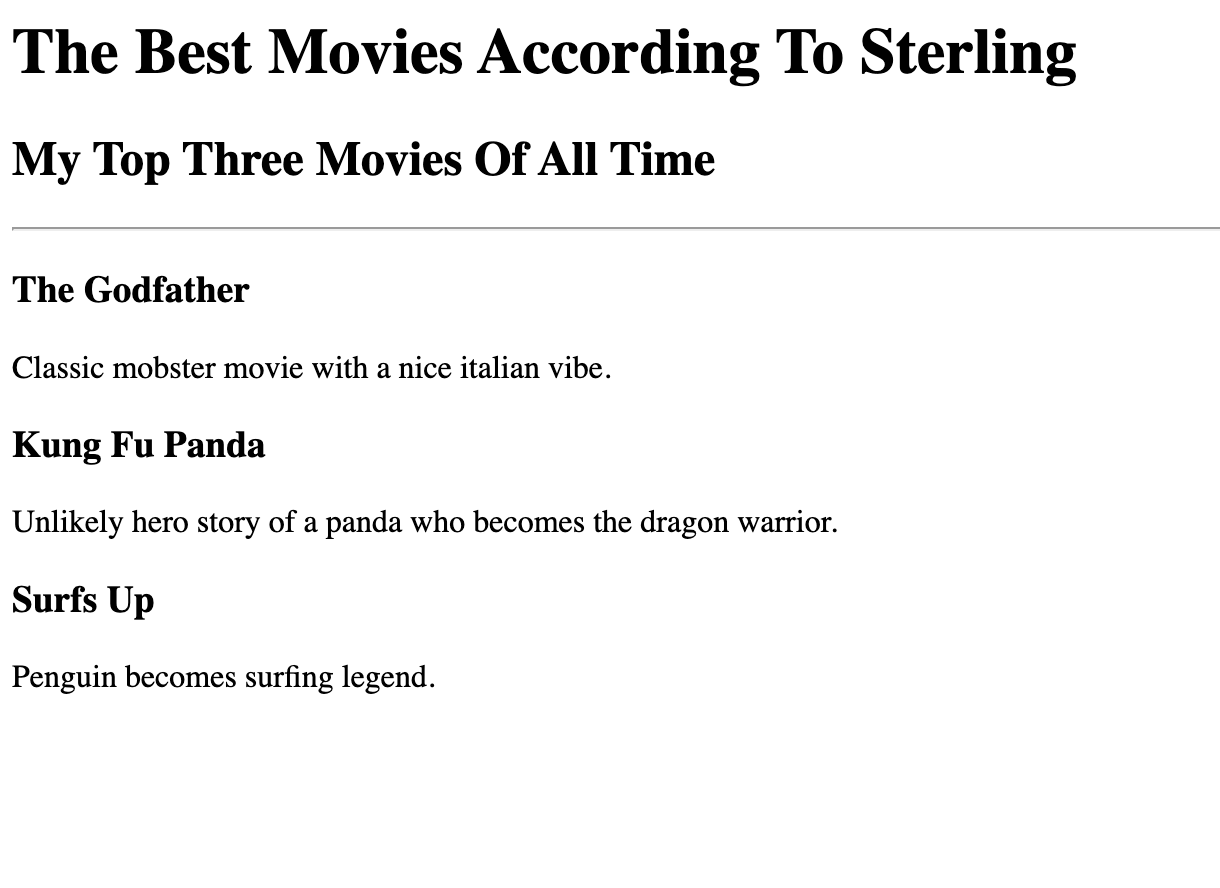 The Best Movies According To Sterling
My Top Three Movies Of All Time
The Godfather
Classic mobster movie with a nice italian vibe.
Kung Fu Panda
Unlikely hero story of a panda who becomes the dragon warrior.
Surfs Up
Penguin becomes surfing legend.